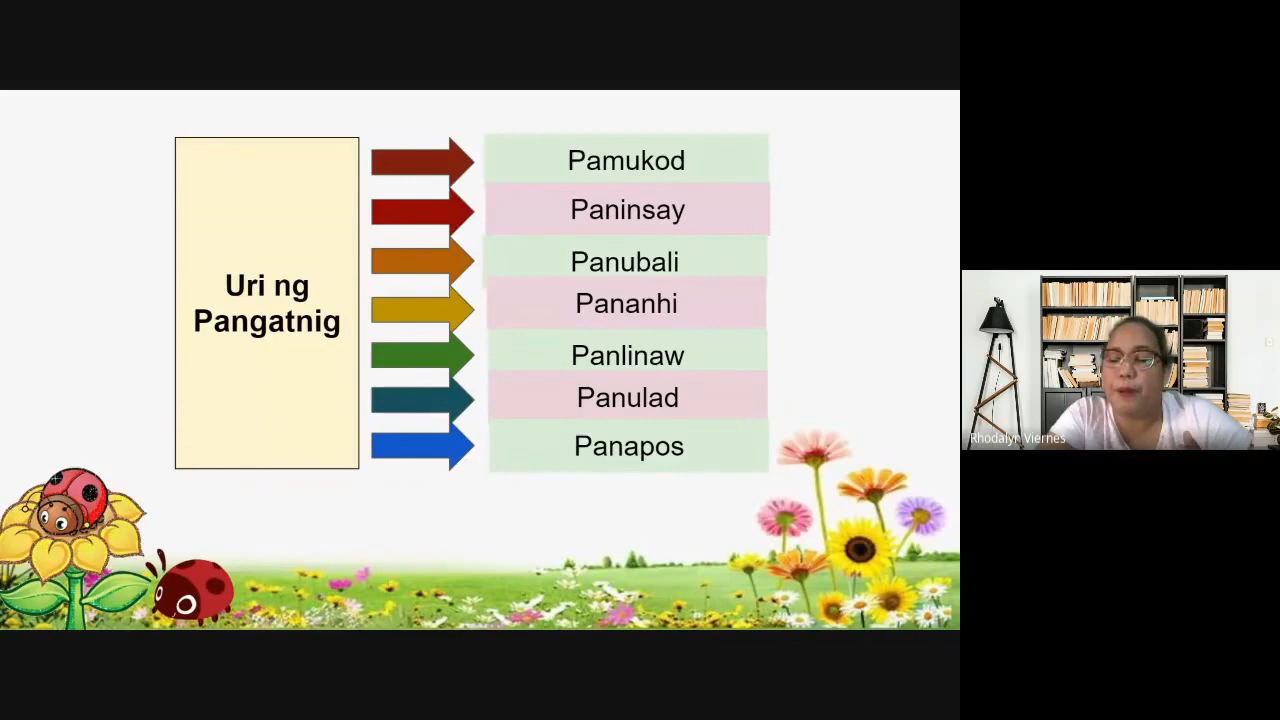 Uri ng
Pangatnig
Pamukod
Paninsay
Panubali
Pananhi
Panlinaw
Panulad
Panapos
Rhodalyn Viernes